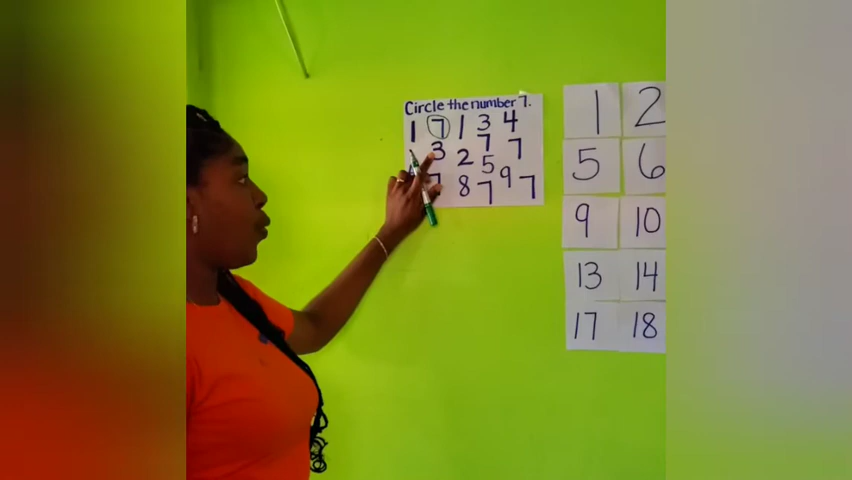 Circle the number 7.
1 7 1 3 4
3 2 7 7
7 8 5 7 9 7
1 2
5 6
9 10
13 14
17 18